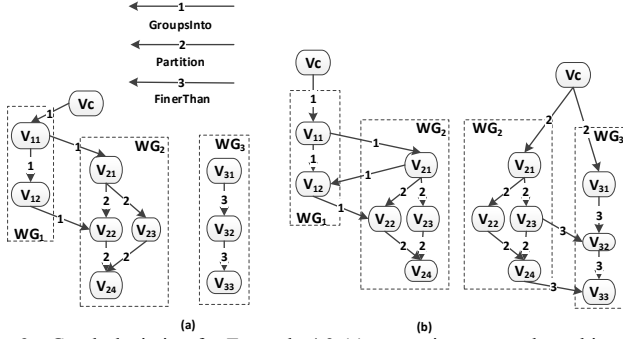 1
GroupsInto
2
Partition
3
FinerThan
Vc
1
V11
1
V12
WG1
1
1
WG2
V21
2
2
V22
V23
2
2
V24
WG3
V31
3
V32
3
V33
(a)
Vc
1
V11
1
V12
WG1
1
1
1
WG2
V21
2
2
V22
V23
2
2
V24
Vc
2
2
WG2
V21
2
2
V22
V23
2
2
V24
3
3
WG3
V31
3
V32
3
V33
(b)